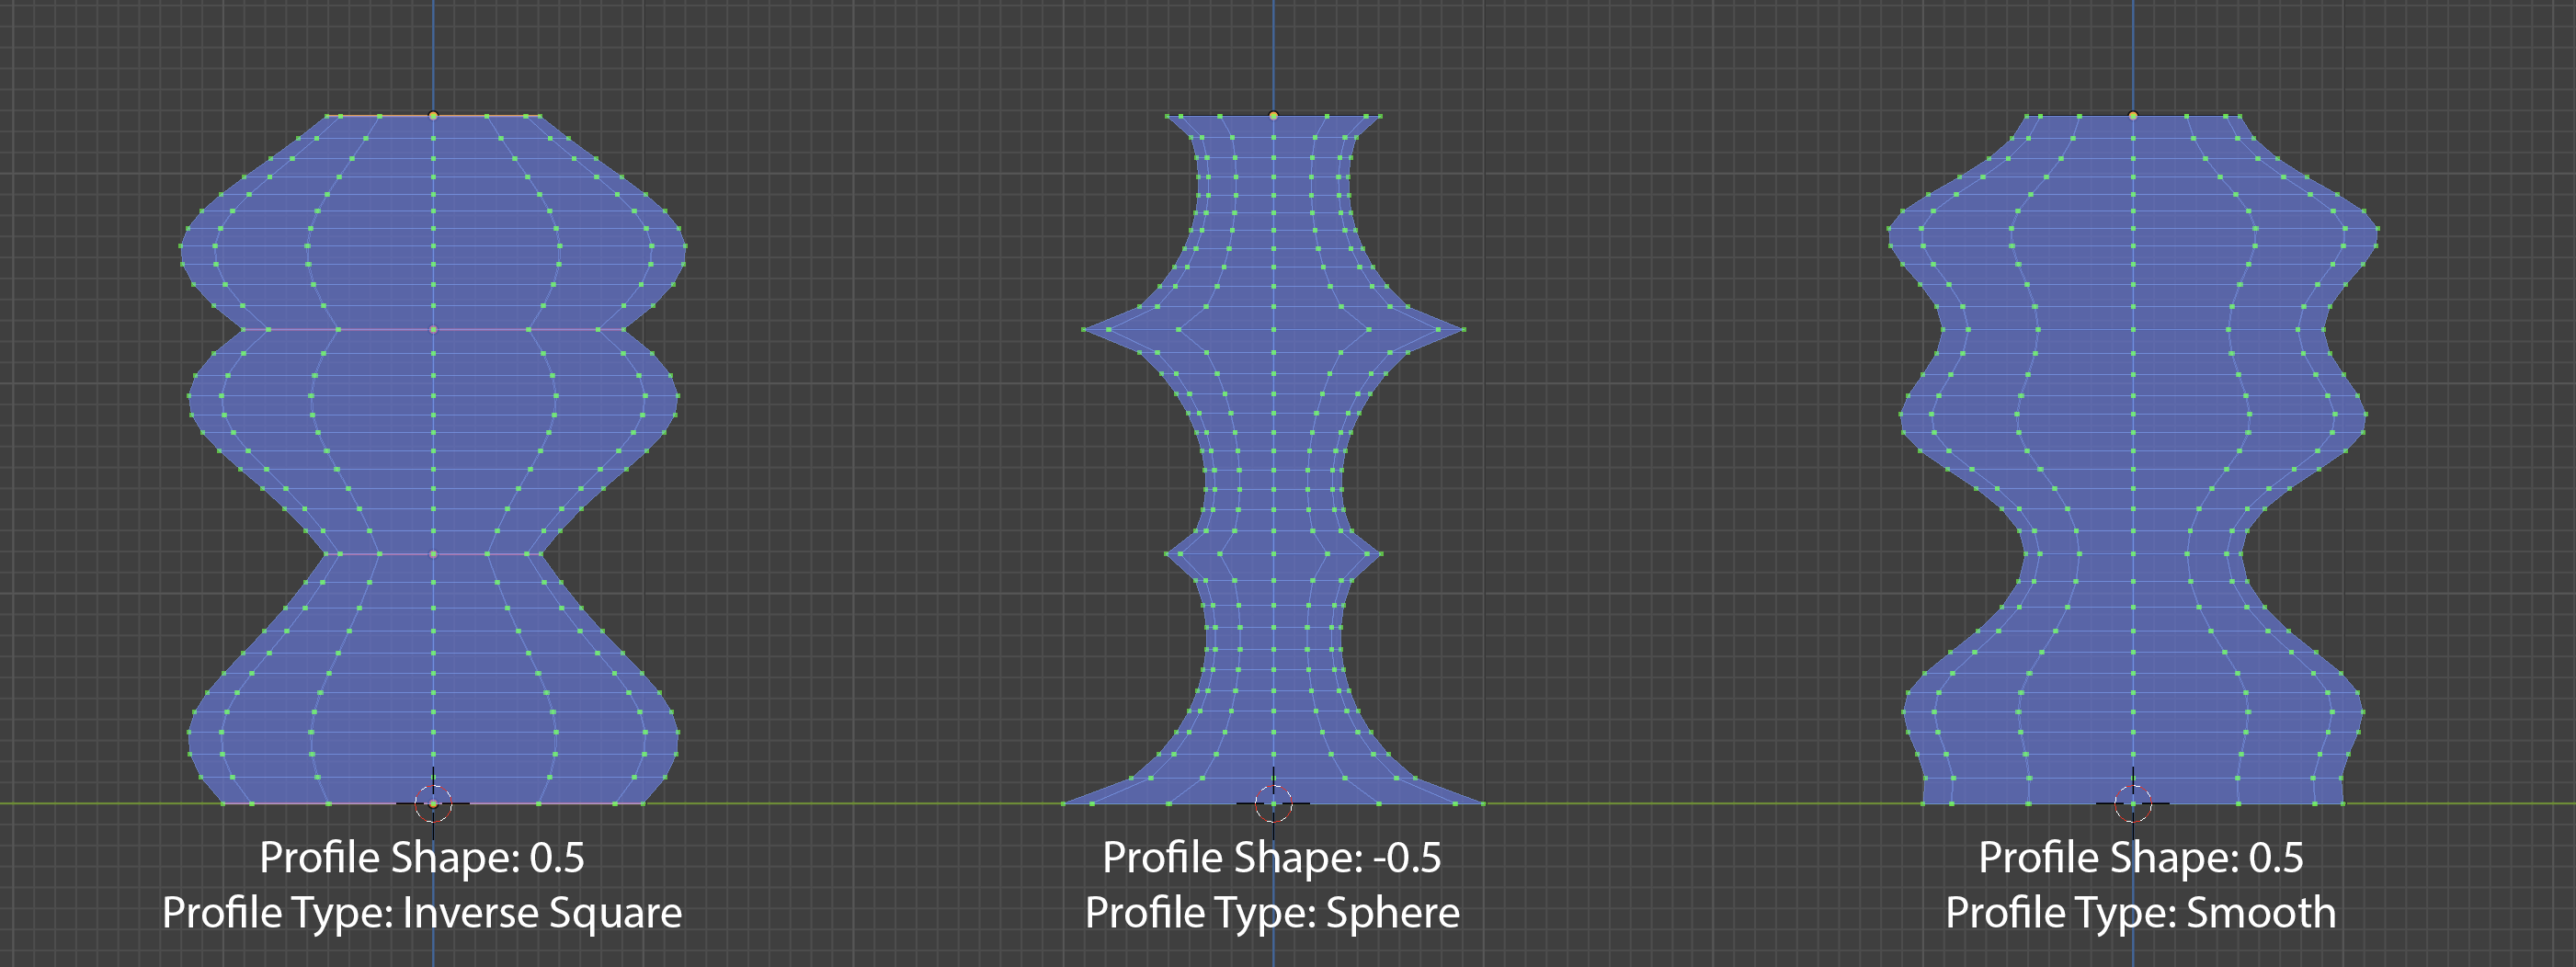 Profile Shape: 0.5
Profile Type: Inverse Square
Profile Shape: -0.5
Profile Type: Sphere
Profile Shape: 0.5
Profile Type: Smooth